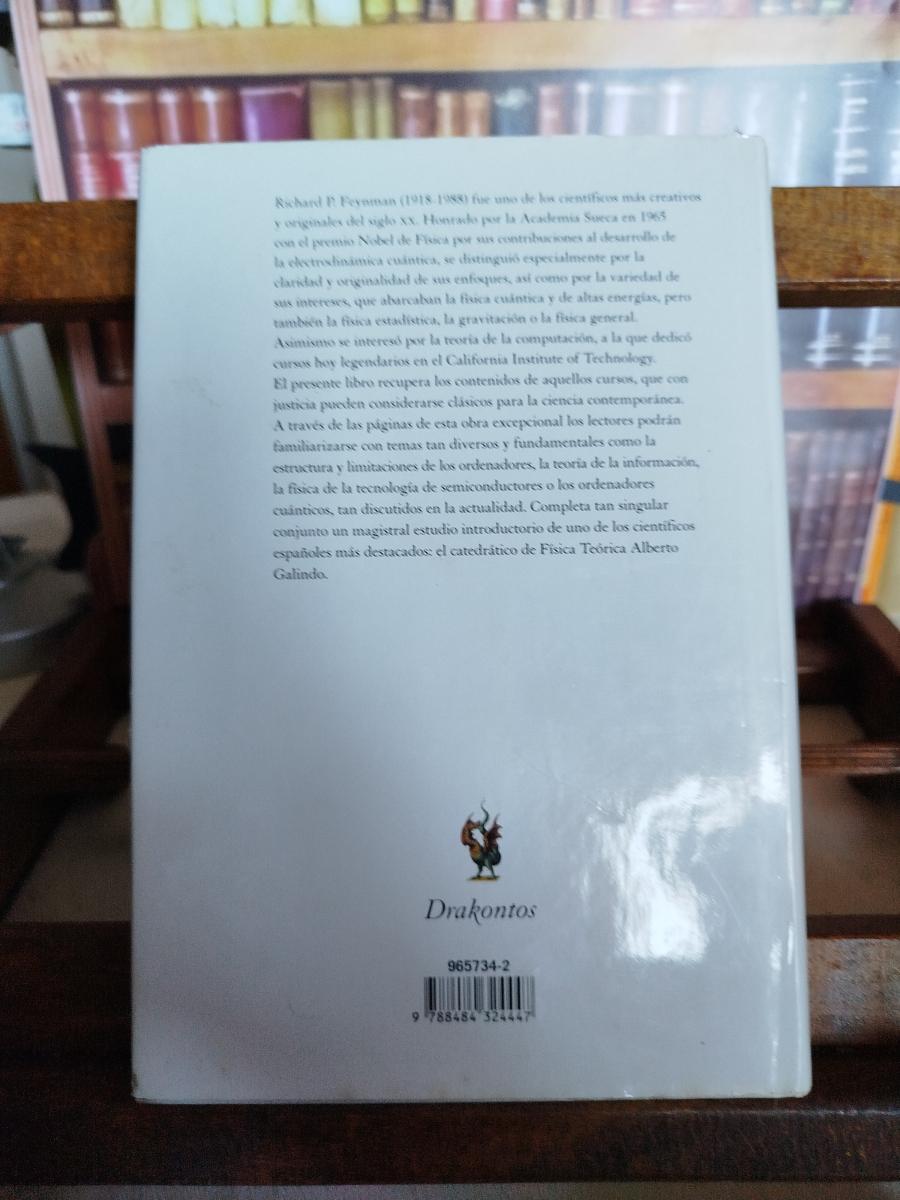 Richard P. Feynman (1918-1988) fue uno de los científicos más creativos
y originales del siglo XX. Honrado por la Academia Sueca en 1965
con el premio Nobel de Física por sus contribuciones al desarrollo de
la electrodinámica cuántica, se distinguió especialmente por la
claridad y originalidad de sus enfoques, así como por la variedad de
sus intereses, que abarcaban la física cuántica y de altas energías, pero
también la física estadística, la gravitación o la física general.
Asimismo se interesó por la teoría de la computación, a la que dedicó
cursos hoy legendarios en el California Institute of Technology.
El presente libro recupera los contenidos de aquellos cursos, que con
justicia pueden considerarse clásicos para la ciencia contemporánea.
A través de las páginas de esta obra excepcional los lectores podrán
familiarizarse con temas tan diversos y fundamentales como la
estructura y limitaciones de los ordenadores, la teoría de la información,
la física de la tecnología de semiconductores o los ordenadores
cuánticos, tan discutidos en la actualidad. Completa tan singular
conjunto un magistral estudio introductorio de uno de los científicos
españoles más destacados: el catedrático de Física Teórica Alberto
Galindo.
Drakontos
965734-2
9 788484 324447